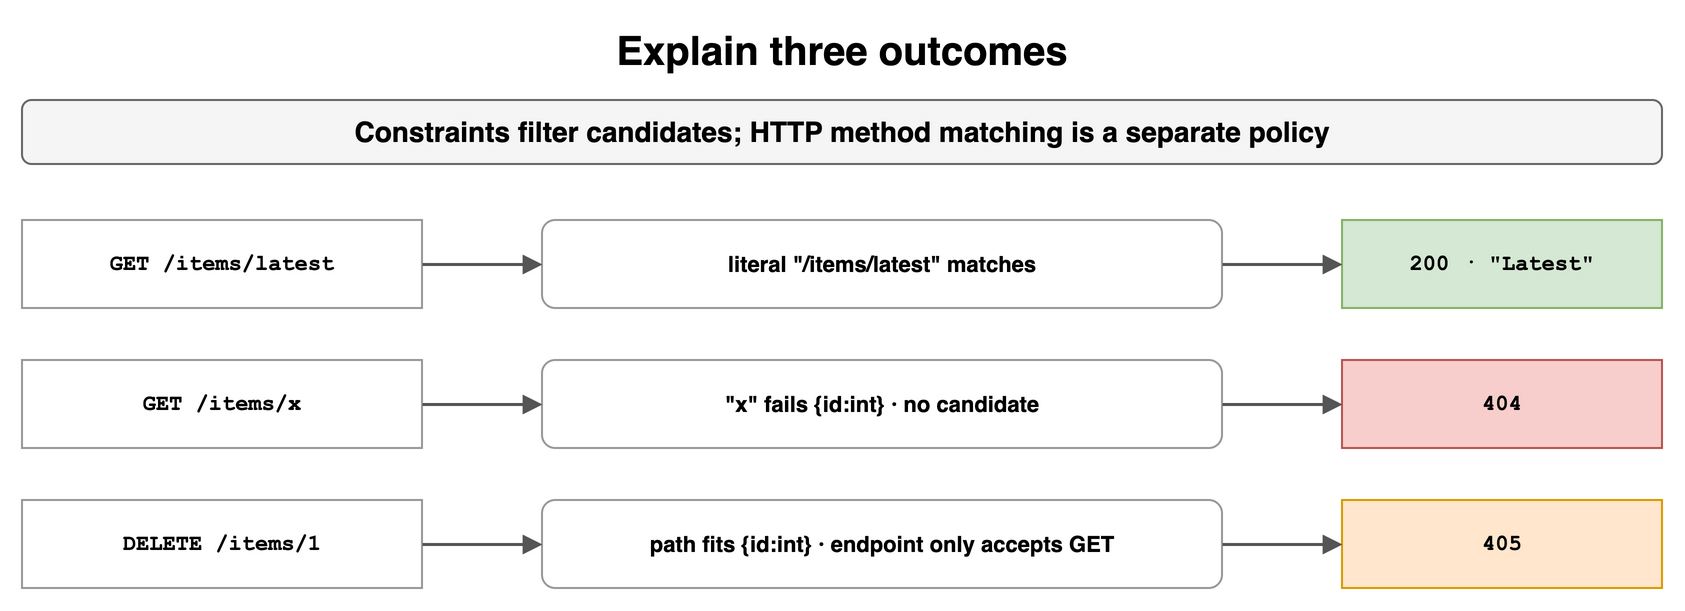 Explain three outcomes
Constraints filter candidates; HTTP method matching is a separate policy
GET /items/latest
literal "/items/latest" matches
200 · "Latest"
GET /items/x
"x" fails {id:int} · no candidate
404
DELETE /items/1
path fits {id:int} · endpoint only accepts GET
405